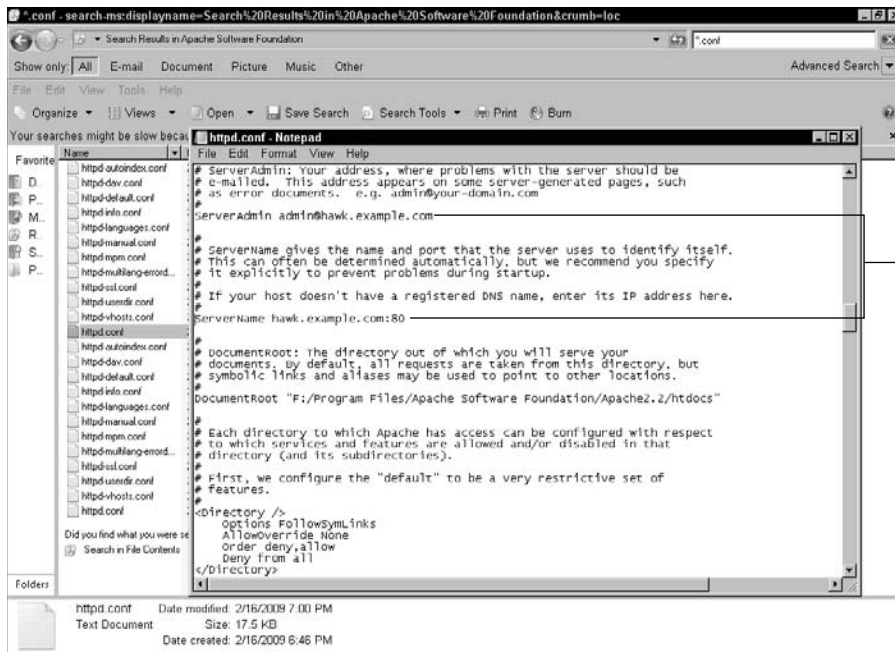 *.conf - search-ms:displayname=Search%20Results%20in%20Apache%20Software%20Foundation&crumb=loc
Search Results in Apache Software Foundation
*.conf
Show only: All E-mail Document Picture Music Other
Advanced Search
File Edit View Tools Help
Organize Views Open Save Search Search Tools Print Burn
Your searches might be slow becau
Favorite
D..
P..
M..
R..
S..
P..
Folders
Name
httpd-autoindex.conf
httpd-dav.conf
httpd-default.conf
httpd-info.conf
httpd-languages.conf
httpd-manual.conf
httpd-mpm.conf
httpd-multilang-errord...
httpd-ssl.conf
httpd-userdir.conf
httpd-vhosts.conf
httpd.conf
httpd-autoindex.conf
httpd-dav.conf
httpd-default.conf
httpd-info.conf
httpd-languages.conf
httpd-manual.conf
httpd-mpm.conf
httpd-multilang-errord...
httpd-ssl.conf
httpd-userdir.conf
httpd-vhosts.conf
httpd.conf
Did you find what you were se
Search in File Contents
httpd.conf - Notepad
File Edit Format View Help
# ServerAdmin: Your address, where problems with the server should be
# e-mailed. This address appears on some server-generated pages, such
# as error documents. e.g. admin@your-domain.com
#
ServerAdmin admin@hawk.example.com
#
# ServerName gives the name and port that the server uses to identify itself.
# This can often be determined automatically, but we recommend you specify
# it explicitly to prevent problems during startup.
#
# If your host doesn't have a registered DNS name, enter its IP address here.
#
ServerName hawk.example.com:80
#
# DocumentRoot: The directory out of which you will serve your
# documents. By default, all requests are taken from this directory, but
# symbolic links and aliases may be used to point to other locations.
#
DocumentRoot "F:/Program Files/Apache Software Foundation/Apache2.2/htdocs"
#
# Each directory to which Apache has access can be configured with respect
# to which services and features are allowed and/or disabled in that
# directory (and its subdirectories).
#
# First, we configure the "default" to be a very restrictive set of
# features.
#
<Directory />
Options FollowSymLinks
AllowOverride None
Order deny,allow
Deny from all
</Directory>
httpd.conf Date modified: 2/16/2009 7:00 PM
Text Document Size: 17.5 KB
Date created: 2/16/2009 6:46 PM